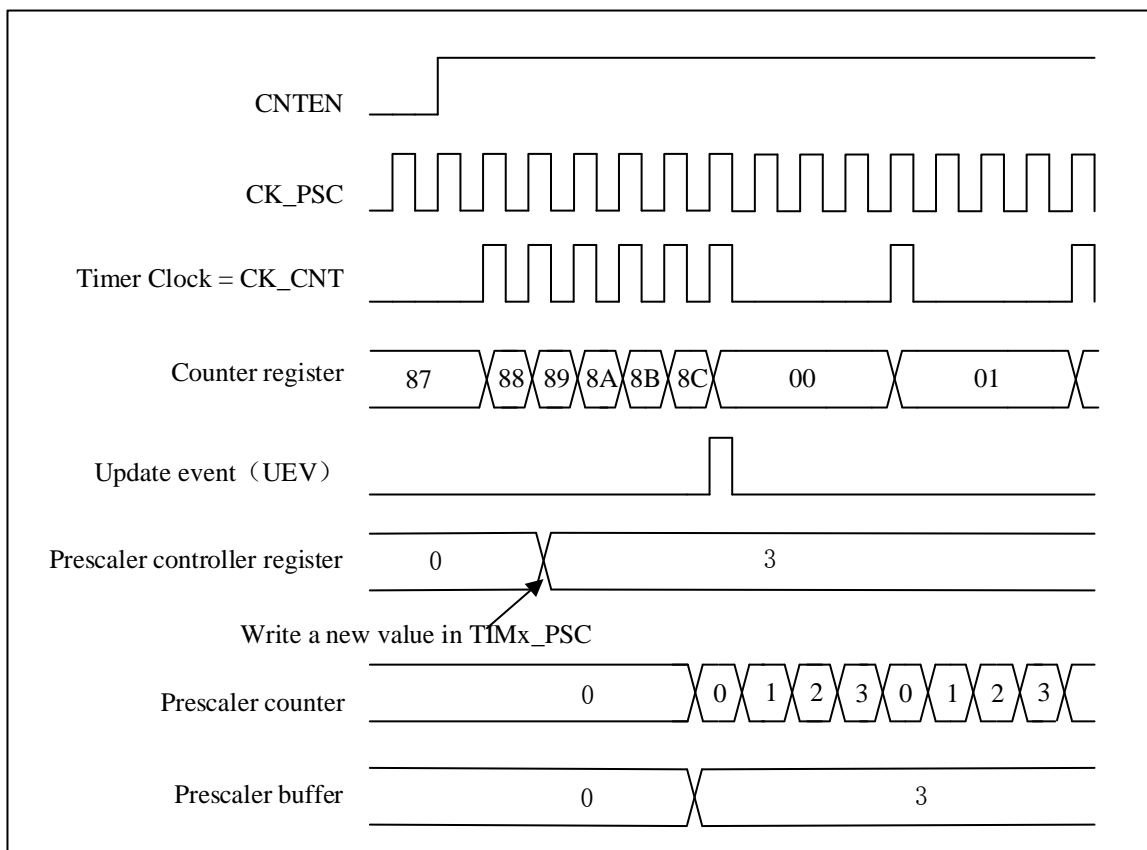 CNTEN
CK_PSC
Timer Clock = CK_CNT
Counter register 87 88 89 8A 8B 8C 00 01
Update event（UEV）
Prescaler controller register 0 3
Write a new value in TIMx_PSC
Prescaler counter 0 0 1 2 3 0 1 2 3
Prescaler buffer 0 3